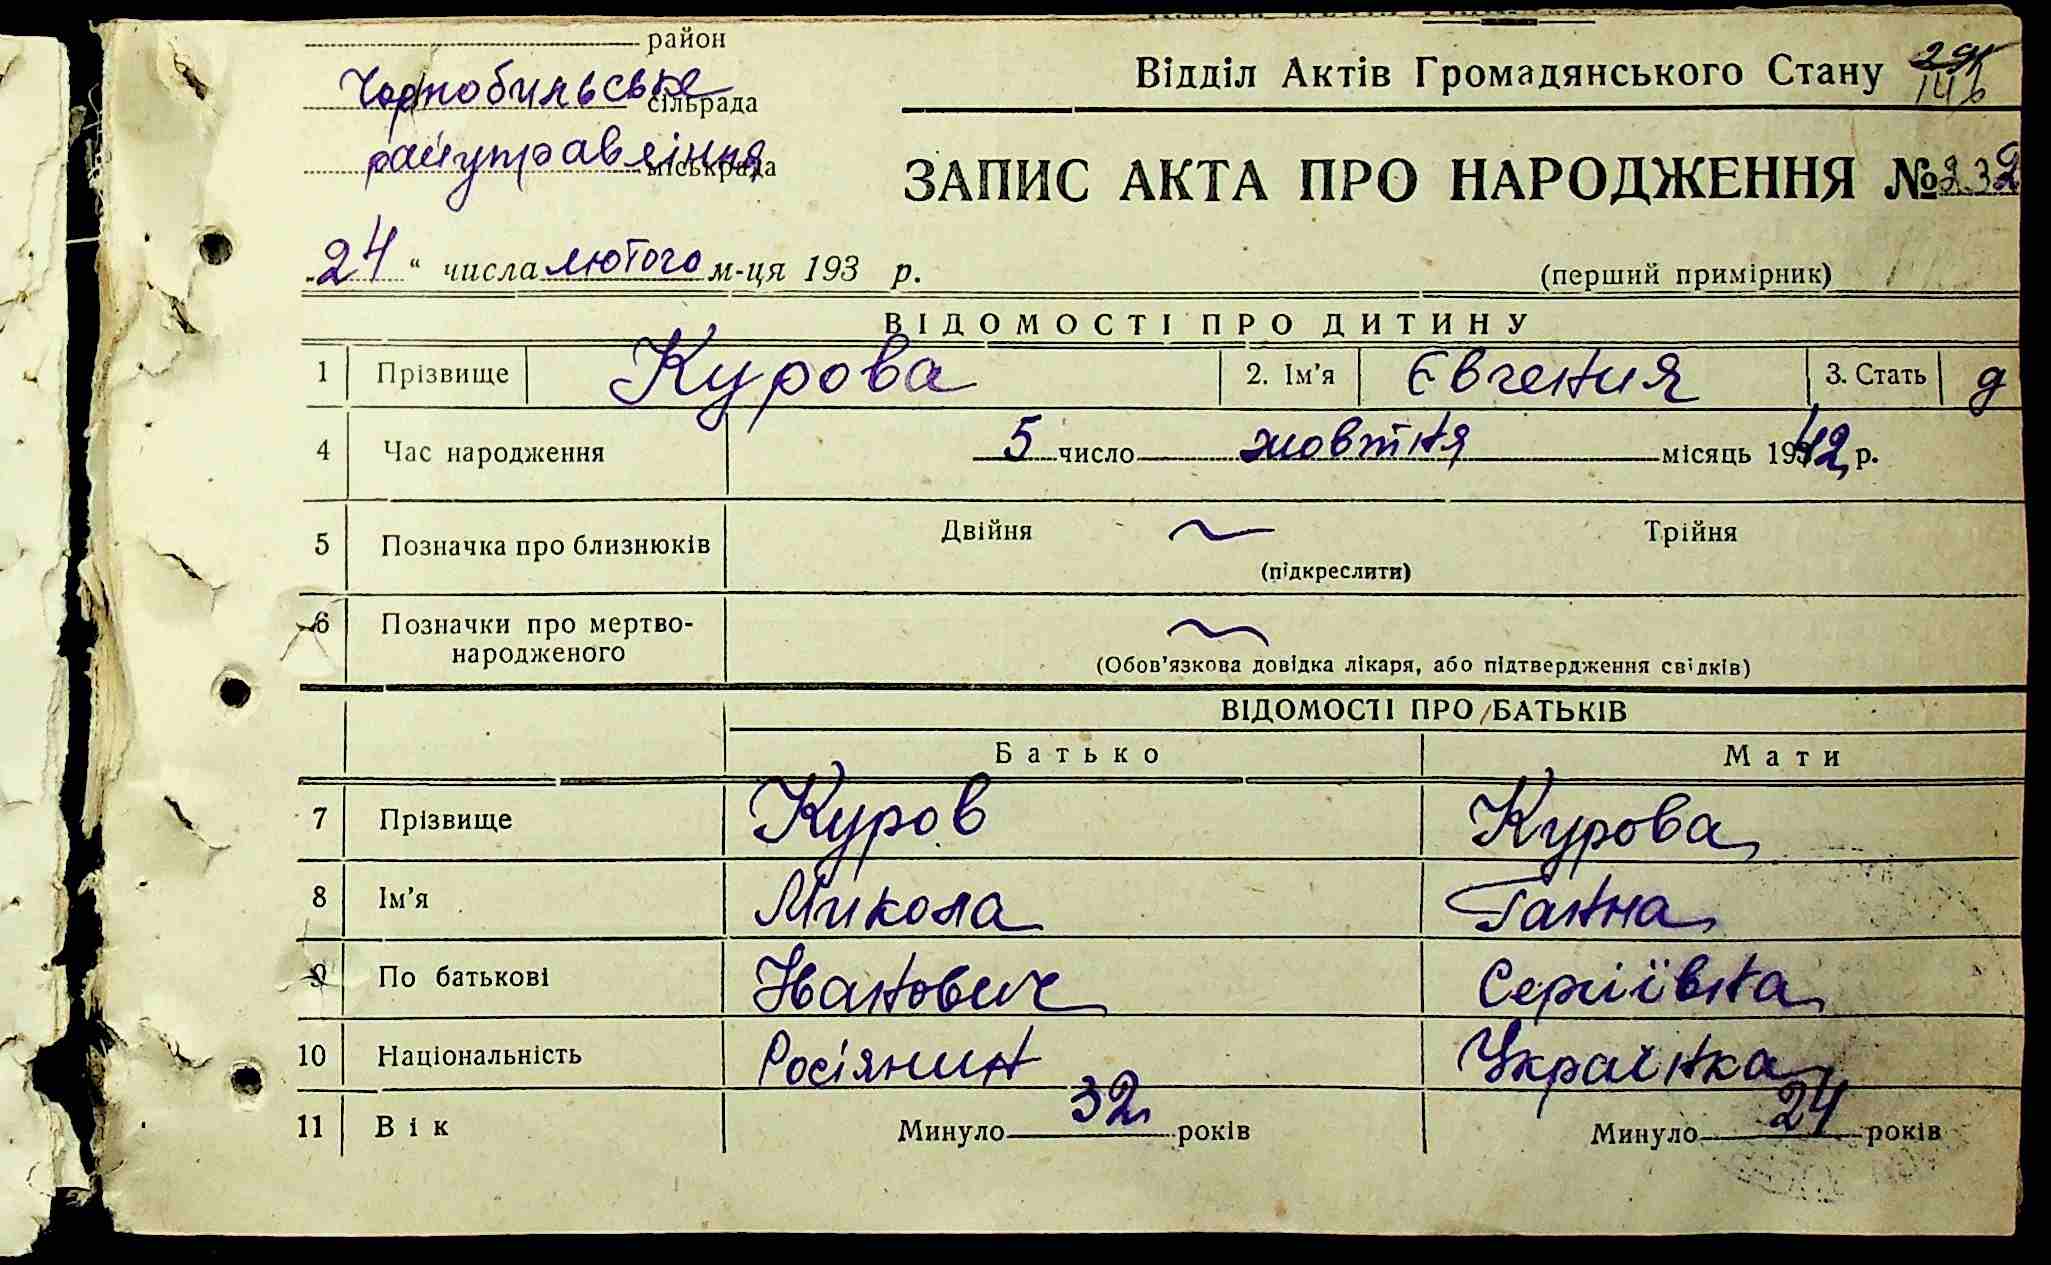 район
Чорнобильське сільрада
райуправління міськрада
Відділ Актів Громадянського Стану
146
ЗАПИС АКТА ПРО НАРОДЖЕННЯ № 232
„24“ числа лютого м-ця 193 р.
(перший примірник)
ВІДОМОСТІ ПРО ДИТИНУ
1 Прізвище Курова 2. Ім'я Євгения 3. Стать д
4 Час народження 5 число жовтня місяць 1942 р.
5 Позначка про близнюків Двійня Трійня
(підкреслити)
6 Позначки про мертво-
народженого
(Обов'язкова довідка лікаря, або підтвердження свідків)
ВІДОМОСТІ ПРО БАТЬКІВ
Батько Мати
7 Прізвище Куров Курова
8 Ім'я Микола Ганна
9 По батькові Иванович Сергіївна
10 Національність Росіянин Українка
11 Вік Минуло 32 років Минуло 24 років